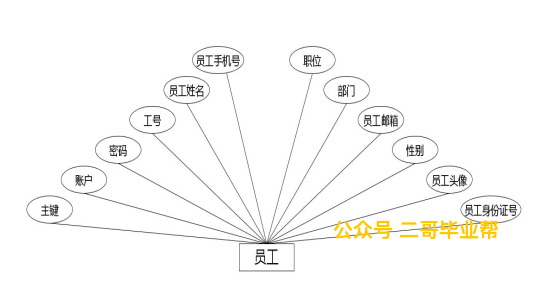 员工手机号
职位
员工姓名
部门
工号
员工邮箱
密码
性别
账户
员工头像
主键
员工身份证号
公众号 二哥毕业帮
员工